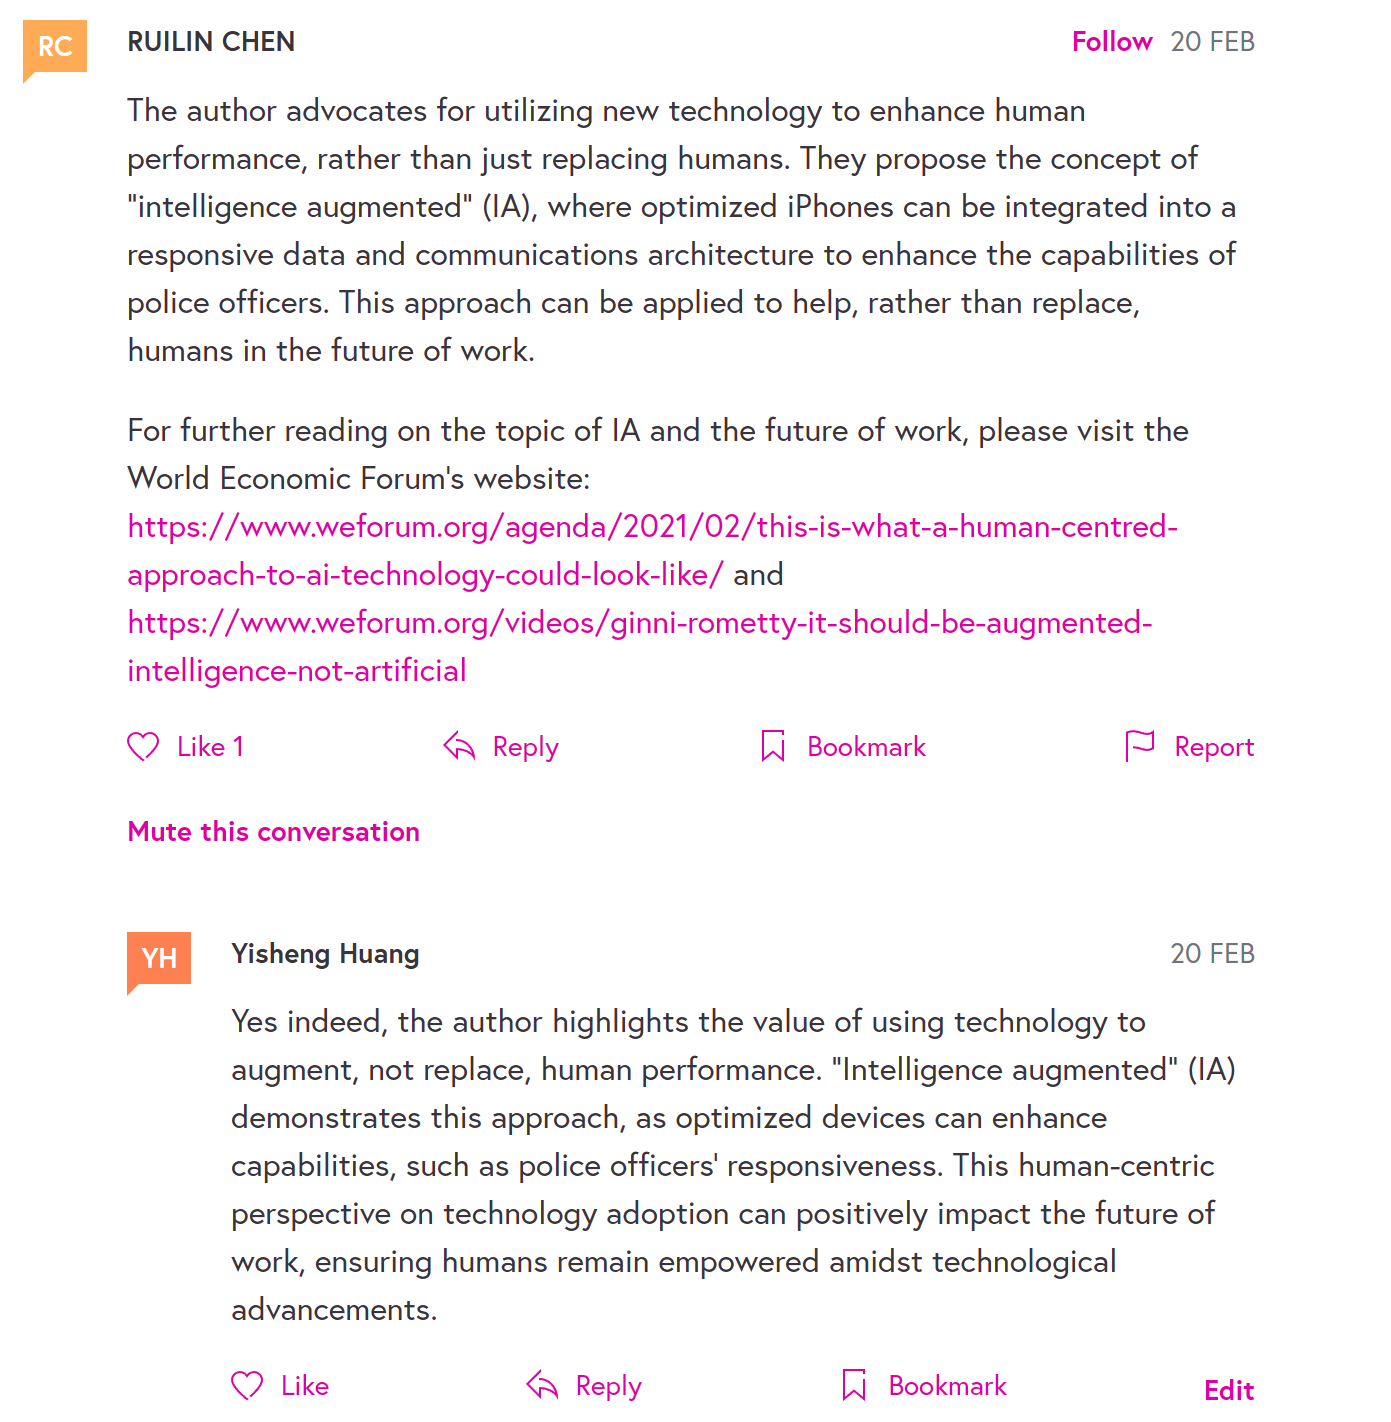 RC
RUILIN CHEN
Follow 20 FEB
The author advocates for utilizing new technology to enhance human
performance, rather than just replacing humans. They propose the concept of
"intelligence augmented" (IA), where optimized iPhones can be integrated into a
responsive data and communications architecture to enhance the capabilities of
police officers. This approach can be applied to help, rather than replace,
humans in the future of work.
For further reading on the topic of IA and the future of work, please visit the
World Economic Forum's website:
https://www.weforum.org/agenda/2021/02/this-is-what-a-human-centred-
approach-to-ai-technology-could-look-like/ and
https://www.weforum.org/videos/ginni-rometty-it-should-be-augmented-
intelligence-not-artificial
Like 1 Reply Bookmark Report
Mute this conversation
YH
Yisheng Huang
20 FEB
Yes indeed, the author highlights the value of using technology to
augment, not replace, human performance. "Intelligence augmented" (IA)
demonstrates this approach, as optimized devices can enhance
capabilities, such as police officers' responsiveness. This human-centric
perspective on technology adoption can positively impact the future of
work, ensuring humans remain empowered amidst technological
advancements.
Like Reply Bookmark Edit